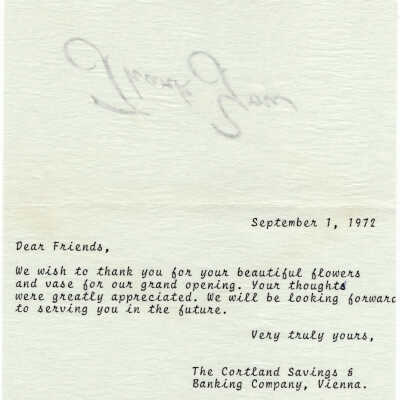 Thank You
September 1, 1972
Dear Friends,
We wish to thank you for your beautiful flowers
and vase for our grand opening. Your thoughts
were greatly appreciated. We will be looking forward
to serving you in the future.
Very truly yours,
The Cortland Savings &
Banking Company, Vienna.